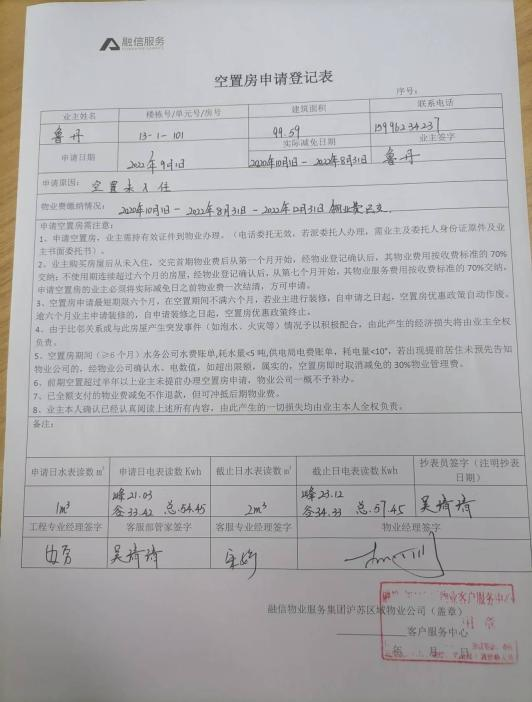 融信服务
空置房申请登记表
序号：
业主姓名 楼栋号/单元号/房号 建筑面积 联系电话
鲁丹 13-1-101 99.59 15996234237
申请日期 2022年9月1日 实际减免日期 业主签字
2020年10月1日-2022年8月31日 鲁丹
申请原因：空置未入住
物业费缴纳情况：2020年10月1日-2022年8月31日-2022年12月31日物业费已支.
申请空置房需注意：
1、申请空置房，业主需持有效证件到物业办理。（电话委托无效，若派委托人办理，需业主及委托人身份证原件及业
主书面委托书）。
2、业主购买房屋后从未入住，交完首期物业费后从第一个月开始，经物业登记确认后，其物业费用按收费标准的 70%
交纳；不使用期连续超过六个月的房屋，经物业登记确认后，从第七个月开始，其物业服务费用按收费标准的 70%交纳。
申请空置房的业主必须将实际减免日之前物业费一次结清，方可申请。
3、空置房申请最短期限六个月，在空置期间不满六个月，若业主进行装修，自申请之日起，空置房优惠政策自动作废。
逾六个月业主申请装修的，自申请装修之日起，空置房优惠政策终止。
4、由于比邻关系或与此房屋产生突发事件（如泡水、火灾等）情况予以积极配合，由此产生的经济损失将由业主全权
负责。
5、空置房期间（≥6 个月）水务公司水费账单，耗水量<5 吨，供电局电费账单，耗电量<10°，若出现提前居住未预先告知
物业公司的，经物业公司确认水、电数值，如超出限额，属实的，空置房即时取消减免的 30%物业管理费。
6、前期空置超过半年以上业主未提前办理空置房申请，物业公司一概不予补办。
7、已全额支付的物业费减免不作退款，但可冲抵后期物业费。
8、业主本人确认已经认真阅读上述所有内容，由此产生的一切损失均由业主本人全权负责。
备注：
申请日水表读数 m³ 申请日电表读数 Kwh 截止日水表读数 m³ 截止日电表读数 Kwh 抄表员签字（注明抄表
日期）
1m³ 峰21.03 谷33.42 总54.45 2m³ 峰23.12 谷34.33 总57.45 吴琦琦
工程专业经理签字 客服部管家签字 客服专业经理签字 物业经理签字
吴琦琦
融信物业服务集团沪苏区域物业公司（盖章）
客户服务中心
年 月 日
物业客户服务中心